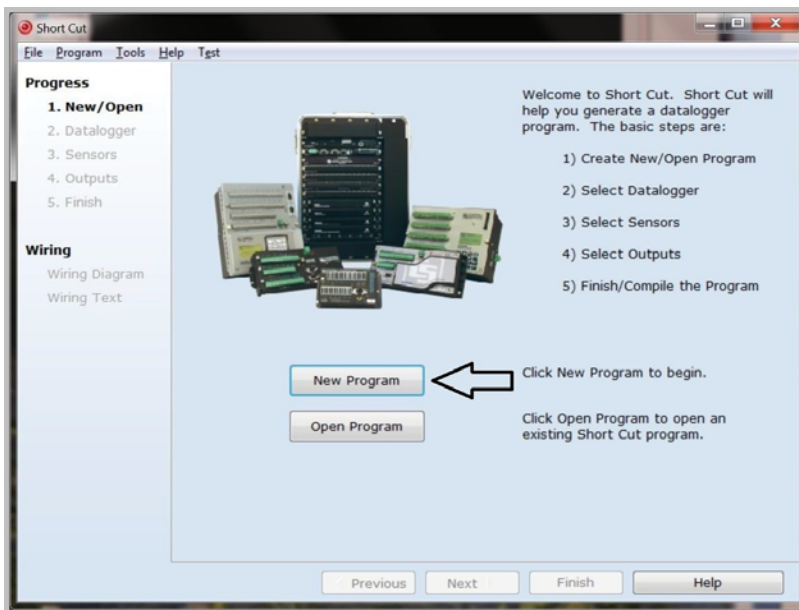 Short Cut
File Program Tools Help Test
Progress
1. New/Open
2. Datalogger
3. Sensors
4. Outputs
5. Finish
Wiring
Wiring Diagram
Wiring Text
Welcome to Short Cut. Short Cut will
help you generate a datalogger
program. The basic steps are:
1) Create New/Open Program
2) Select Datalogger
3) Select Sensors
4) Select Outputs
5) Finish/Compile the Program
New Program
Click New Program to begin.
Open Program
Click Open Program to open an
existing Short Cut program.
Previous Next Finish Help